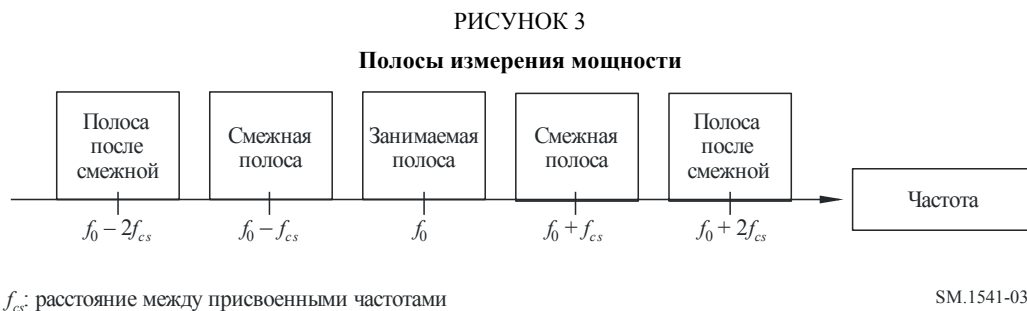 РИСУНОК 3
Полосы измерения мощности
Полоса
после
смежной
Смежная
полоса
Занимаемая
полоса
Смежная
полоса
Полоса
после
смежной
Частота
f0 – 2fcs
f0 – fcs
f0
f0 + fcs
f0 + 2fcs
fcs: расстояние между присвоенными частотами
SM.1541-03